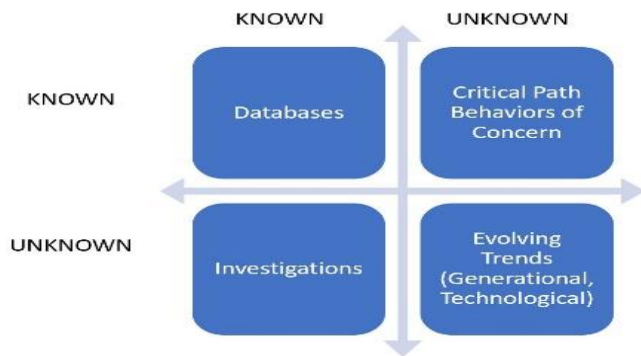 KNOWN UNKNOWN
KNOWN
Databases
Critical Path
Behaviors of
Concern
UNKNOWN
Investigations
Evolving
Trends
(Generational,
Technological)